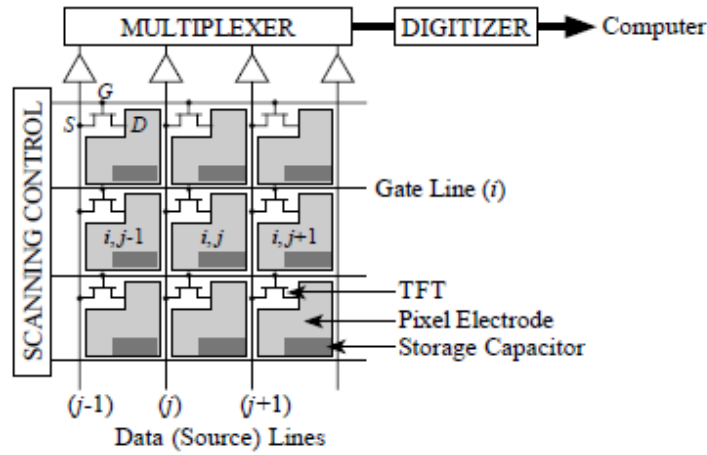 MULTIPLEXER
DIGITIZER
Computer
SCANNING CONTROL
G
S
D
Gate Line (i)
i, j-1
i, j
i, j+1
TFT
Pixel Electrode
Storage Capacitor
(j-1)
(j)
(j+1)
Data (Source) Lines